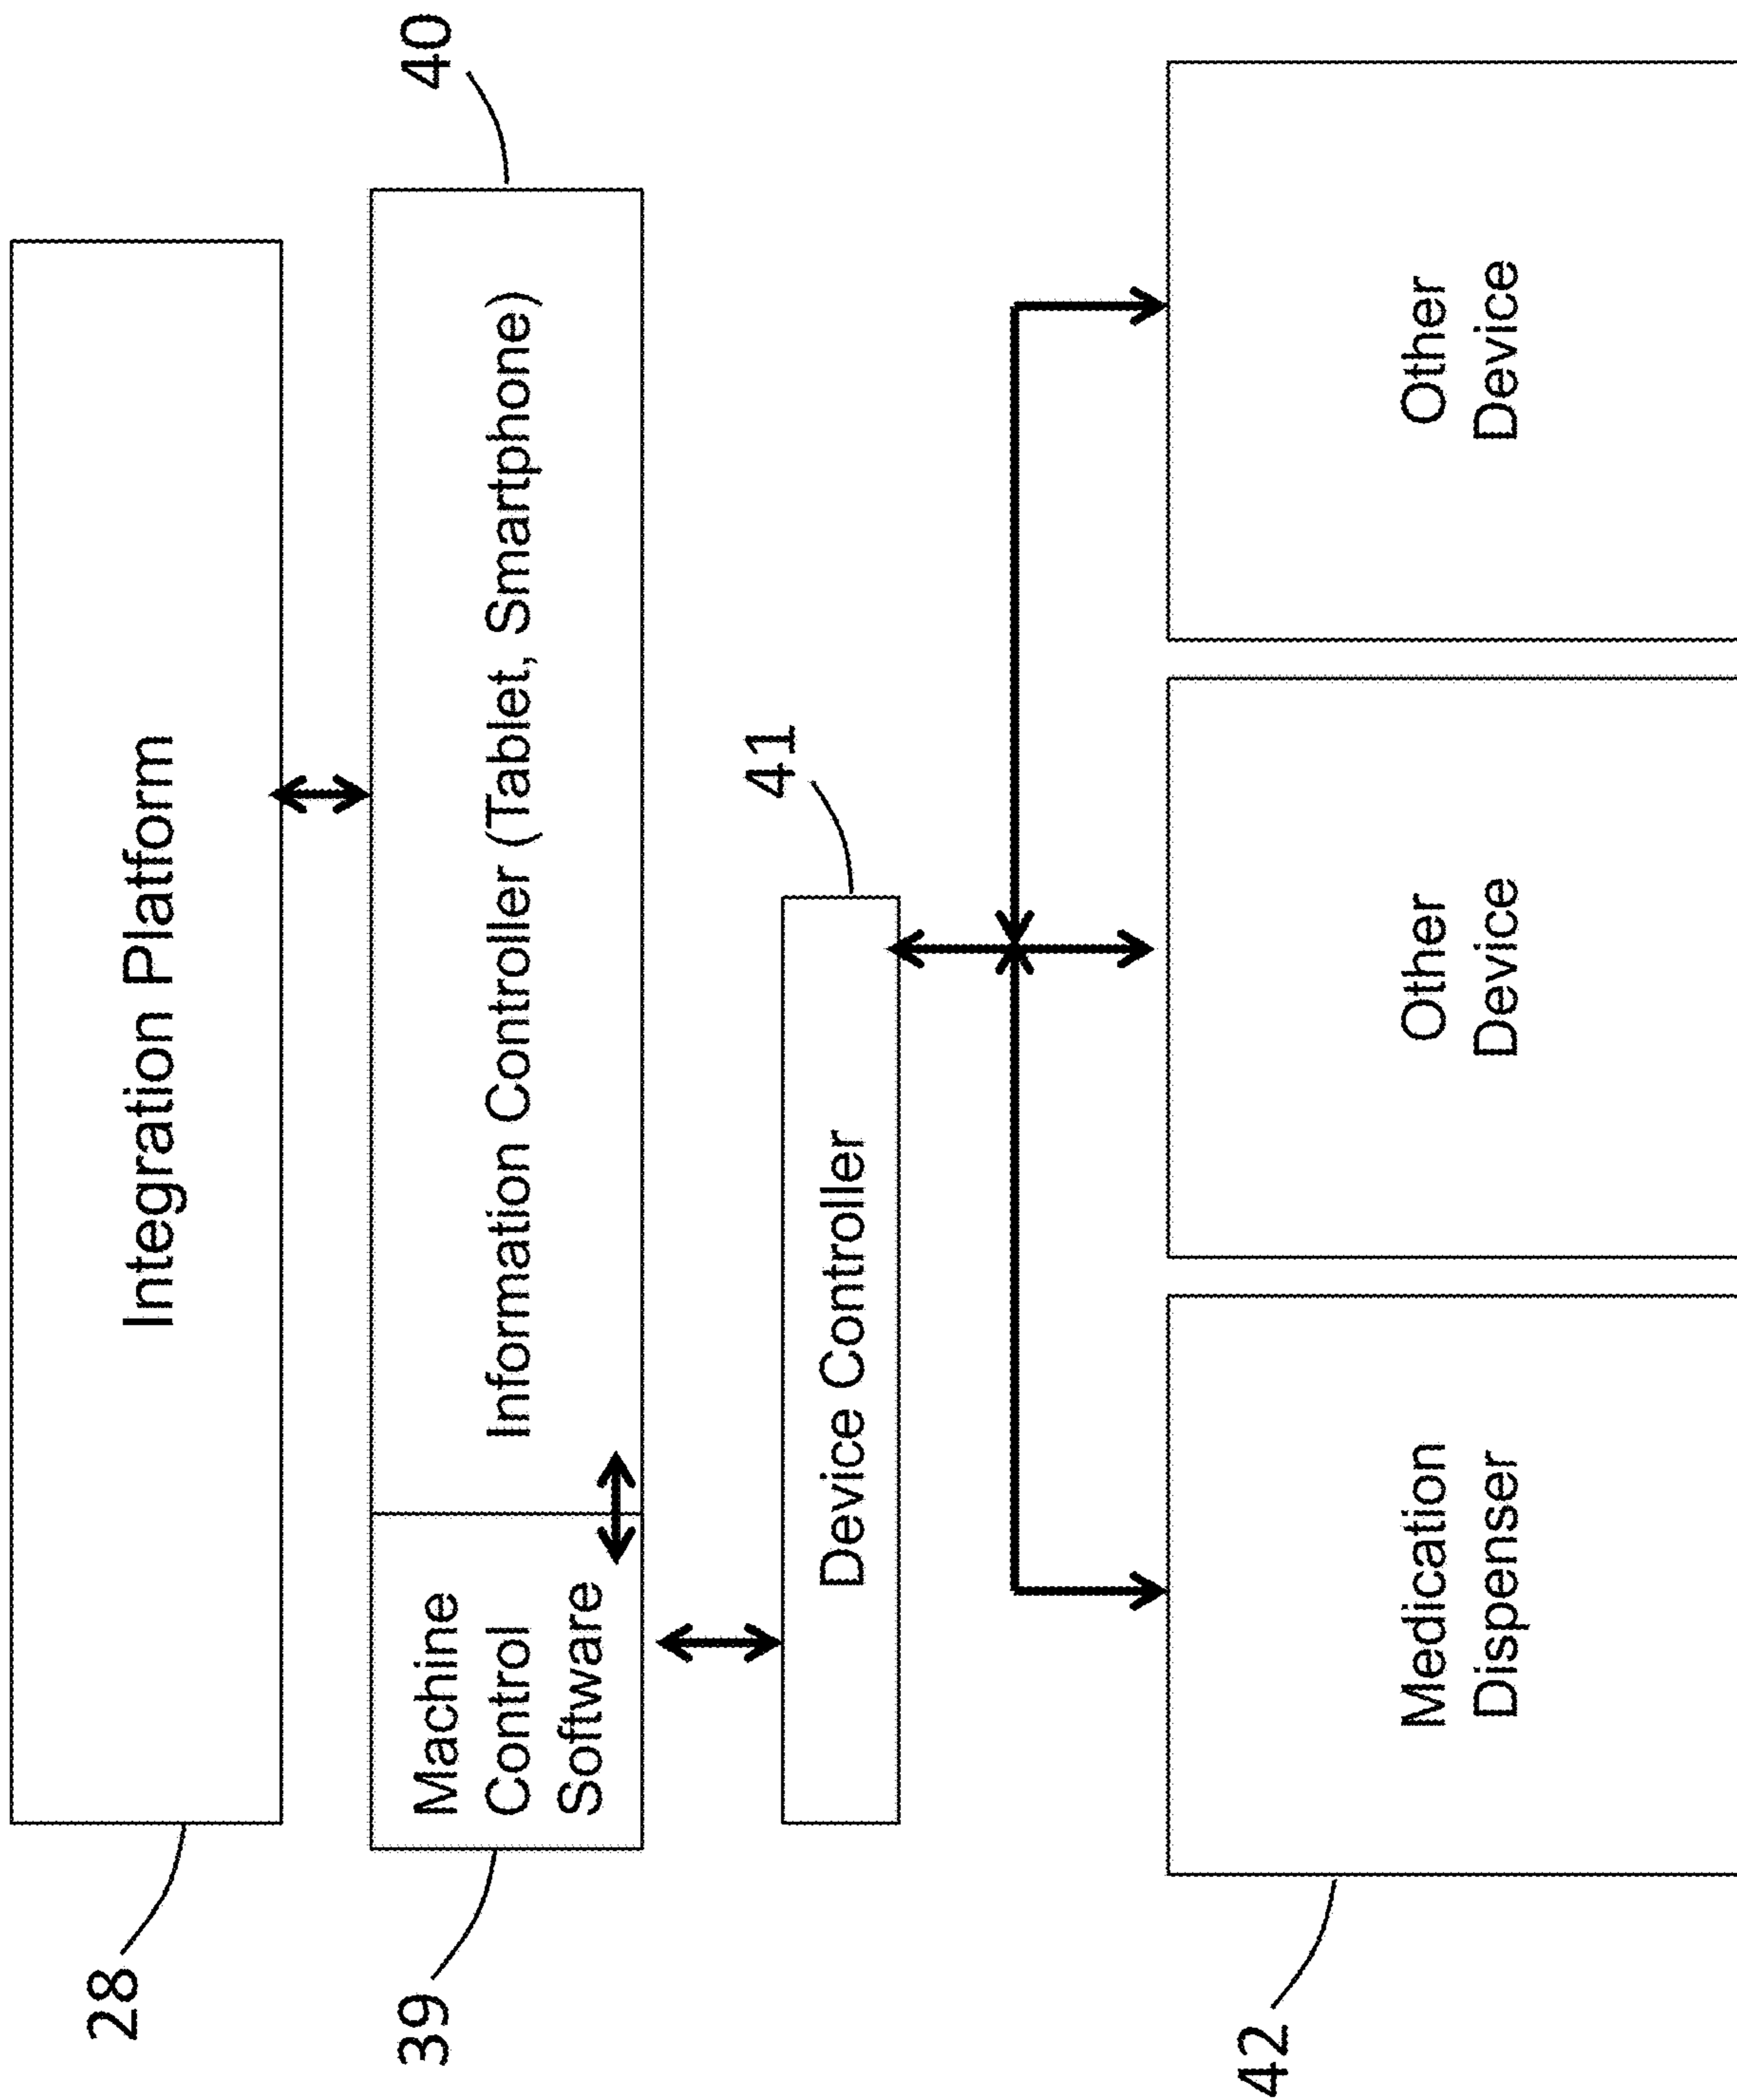 28
Integration Platform
39
Machine
Control
Software
Information Controller (Tablet, Smartphone)
40
Device Controller
41
42
Medication
Dispenser
Other
Device
Other
Device